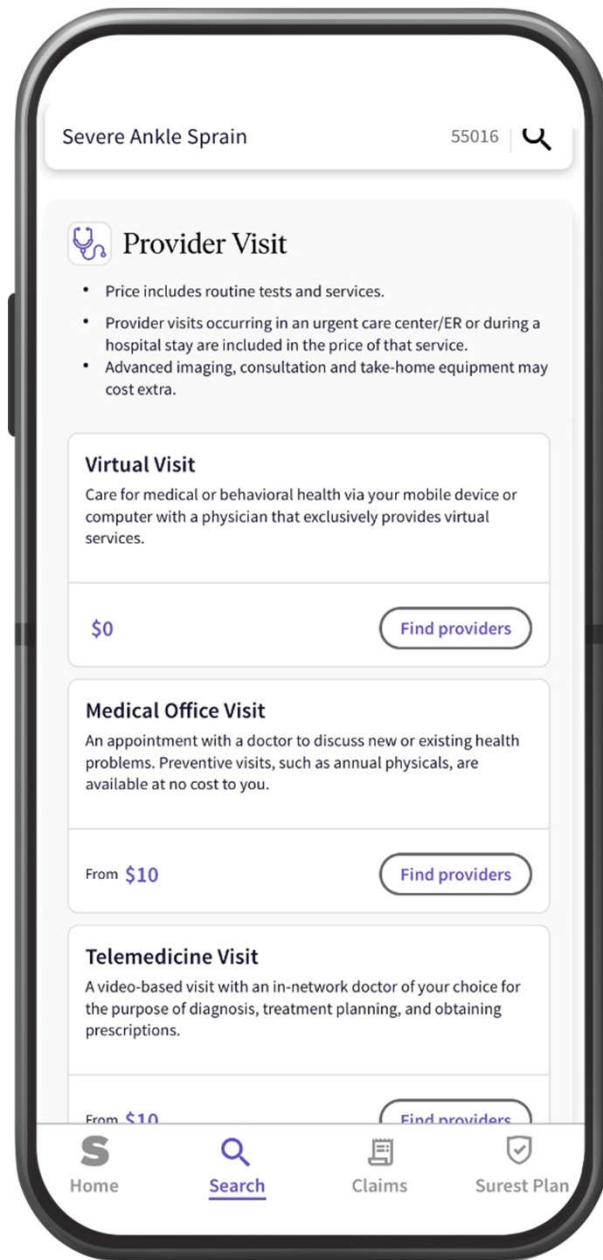 Severe Ankle Sprain 55016
Provider Visit
• Price includes routine tests and services.
• Provider visits occurring in an urgent care center/ER or during a
hospital stay are included in the price of that service.
• Advanced imaging, consultation and take-home equipment may
cost extra.
Virtual Visit
Care for medical or behavioral health via your mobile device or
computer with a physician that exclusively provides virtual
services.
$0 Find providers
Medical Office Visit
An appointment with a doctor to discuss new or existing health
problems. Preventive visits, such as annual physicals, are
available at no cost to you.
From $10 Find providers
Telemedicine Visit
A video-based visit with an in-network doctor of your choice for
the purpose of diagnosis, treatment planning, and obtaining
prescriptions.
From $10 Find providers
S
Home Search Claims Surest Plan